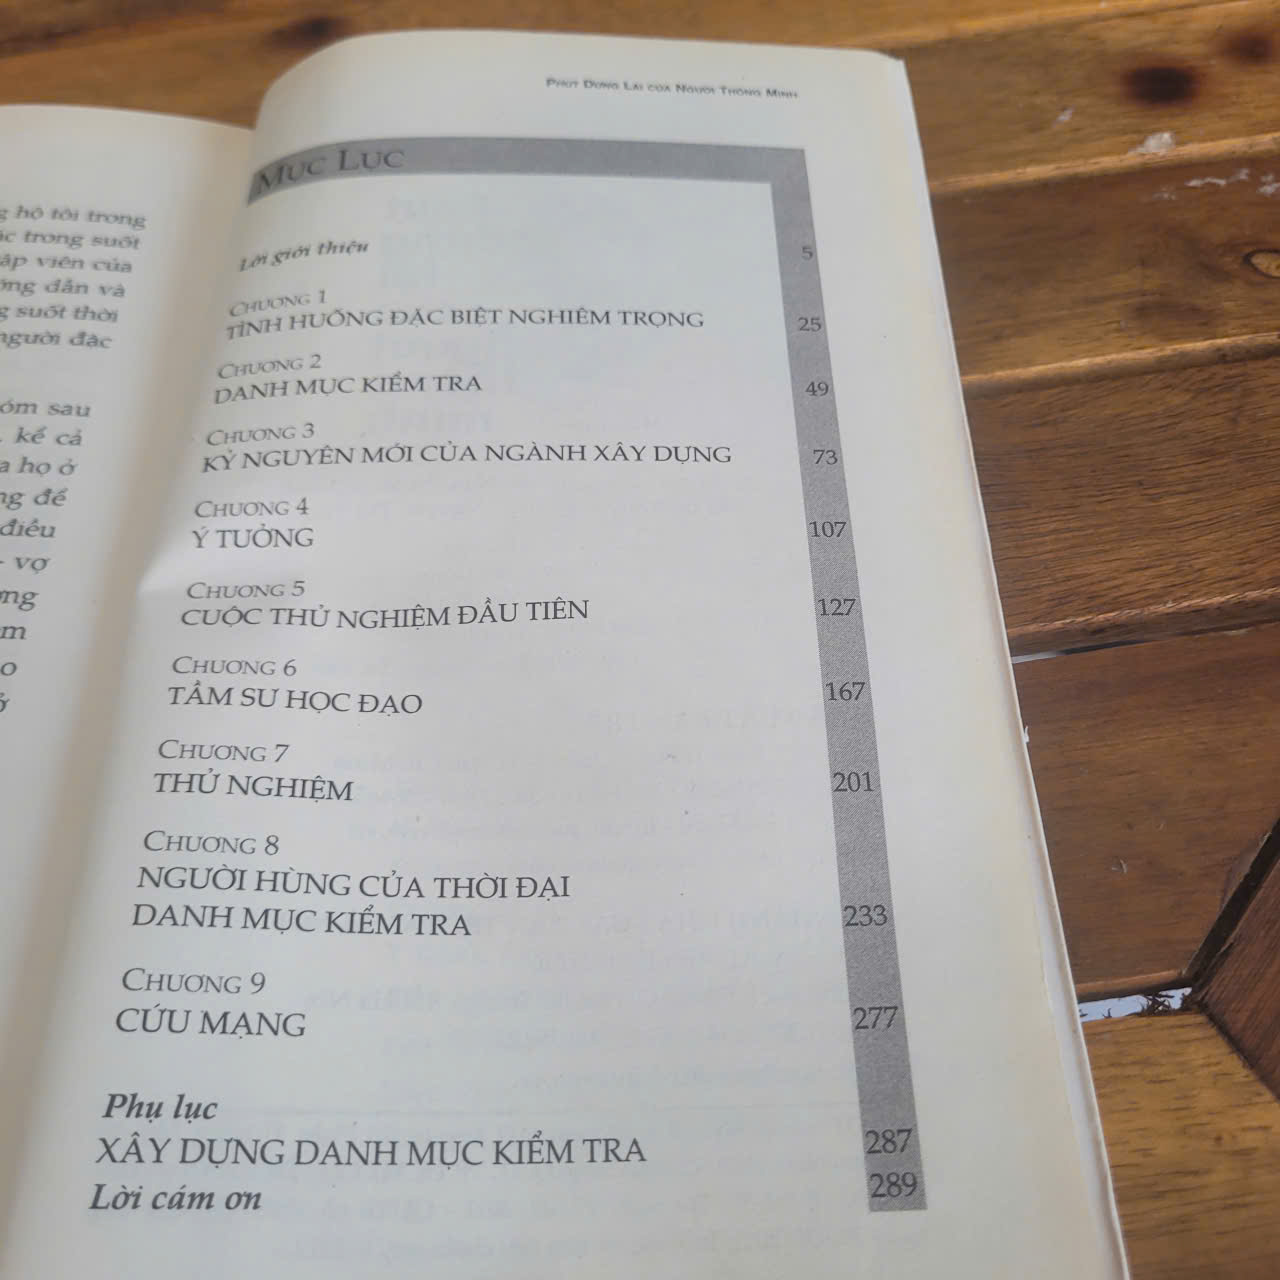 hộ tôi trong
trong suốt
viên của
dẫn và
suốt thời
người đặc
sau
kể cả
họ ở
để
điều
vợ
PHÚT DỪNG LẠI CỦA NGƯỜI THÔNG MINH
MỤC LỤC
Lời giới thiệu 5
CHƯƠNG 1
TÌNH HUỐNG ĐẶC BIỆT NGHIÊM TRỌNG 25
CHƯƠNG 2
DANH MỤC KIỂM TRA 49
CHƯƠNG 3
KỶ NGUYÊN MỚI CỦA NGÀNH XÂY DỰNG 73
CHƯƠNG 4
Ý TƯỞNG 107
CHƯƠNG 5
CUỘC THỬ NGHIỆM ĐẦU TIÊN 127
CHƯƠNG 6
TẦM SƯ HỌC ĐẠO 167
CHƯƠNG 7
THỬ NGHIỆM 201
CHƯƠNG 8
NGƯỜI HÙNG CỦA THỜI ĐẠI
DANH MỤC KIỂM TRA 233
CHƯƠNG 9
CỨU MẠNG 277
Phụ lục
XÂY DỰNG DANH MỤC KIỂM TRA 287
Lời cám ơn 289